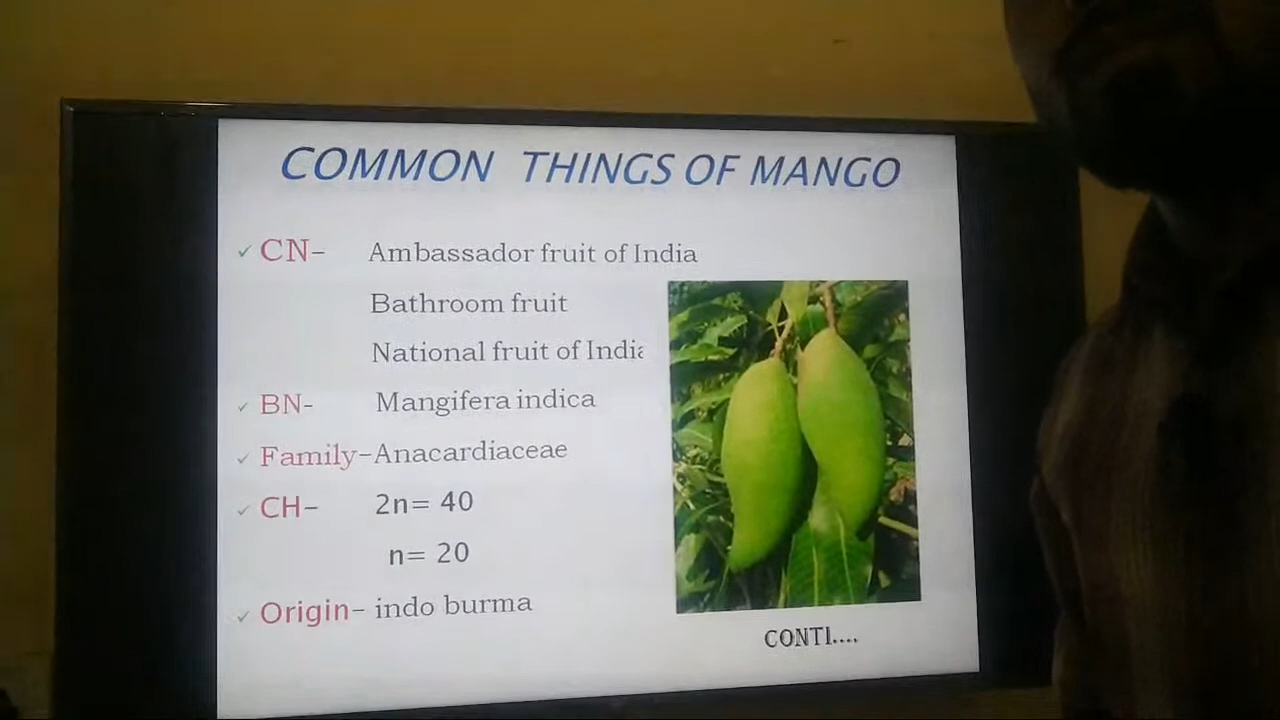 COMMON THINGS OF MANGO
✓ CN- Ambassador fruit of India
Bathroom fruit
National fruit of India
✓ BN- Mangifera indica
✓ Family-Anacardiaceae
✓ CH- 2n= 40
n= 20
✓ Origin- indo burma
CONTI....